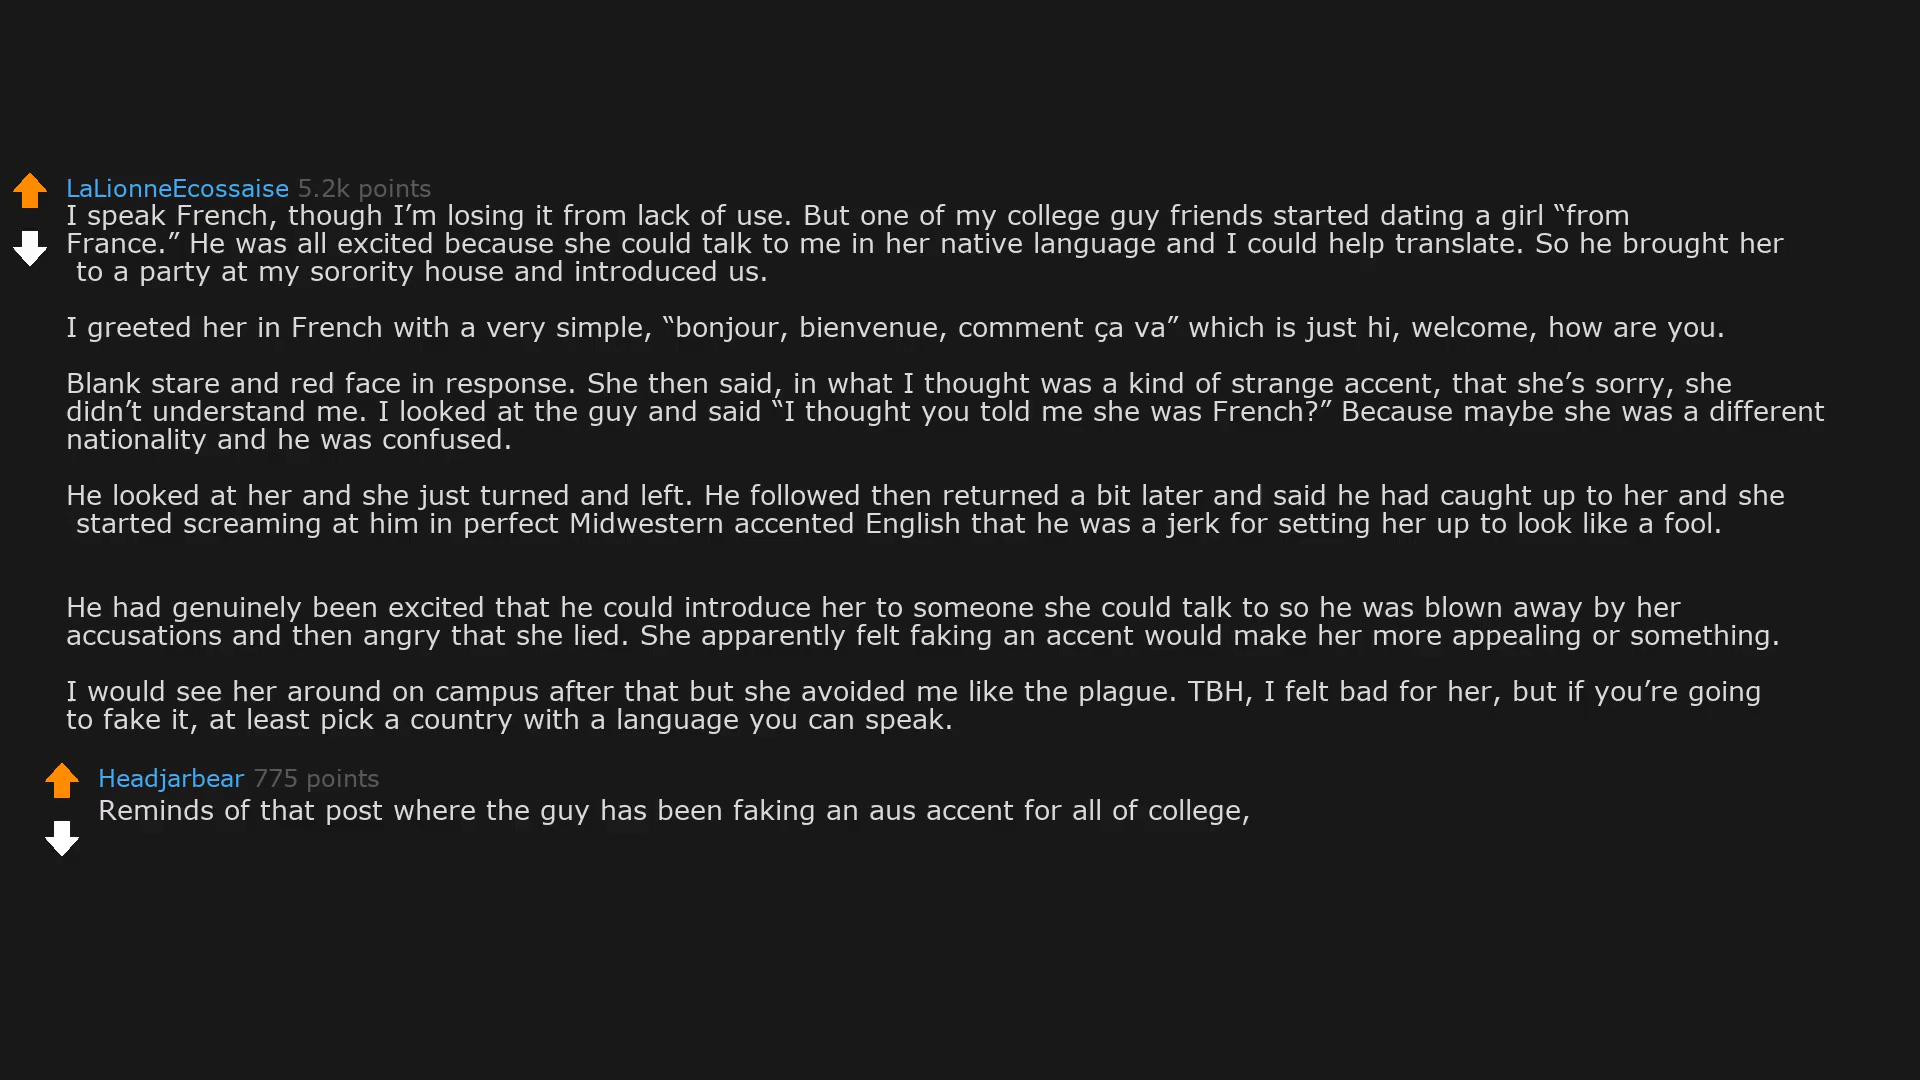 LaLionneEcossaise 5.2k points
I speak French, though I’m losing it from lack of use. But one of my college guy friends started dating a girl “from
France.” He was all excited because she could talk to me in her native language and I could help translate. So he brought her
to a party at my sorority house and introduced us.
I greeted her in French with a very simple, “bonjour, bienvenue, comment ça va” which is just hi, welcome, how are you.
Blank stare and red face in response. She then said, in what I thought was a kind of strange accent, that she’s sorry, she
didn’t understand me. I looked at the guy and said “I thought you told me she was French?” Because maybe she was a different
nationality and he was confused.
He looked at her and she just turned and left. He followed then returned a bit later and said he had caught up to her and she
started screaming at him in perfect Midwestern accented English that he was a jerk for setting her up to look like a fool.
He had genuinely been excited that he could introduce her to someone she could talk to so he was blown away by her
accusations and then angry that she lied. She apparently felt faking an accent would make her more appealing or something.
I would see her around on campus after that but she avoided me like the plague. TBH, I felt bad for her, but if you’re going
to fake it, at least pick a country with a language you can speak.
Headjarbear 775 points
Reminds of that post where the guy has been faking an aus accent for all of college,